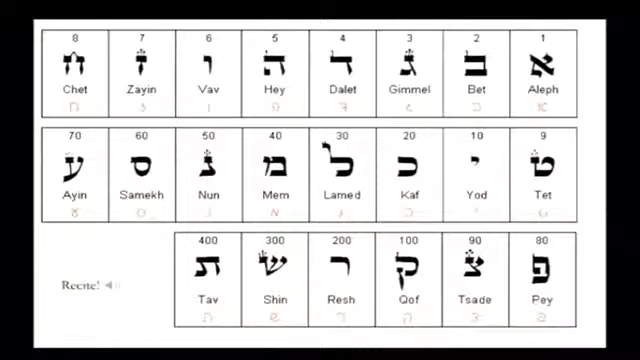 8 7 6 5 4 3 2 1
ח ז ו ה ד ג ב א
Chet Zayin Vav Hey Dalet Gimmel Bet Aleph
70 60 50 40 30 20 10 9
ע ס נ מ ל כ י ט
Ayin Samekh Nun Mem Lamed Kaf Yod Tet
400 300 200 100 90 80
ת ש ר ק צ פ
Recite! Tav Shin Resh Qof Tsade Pey